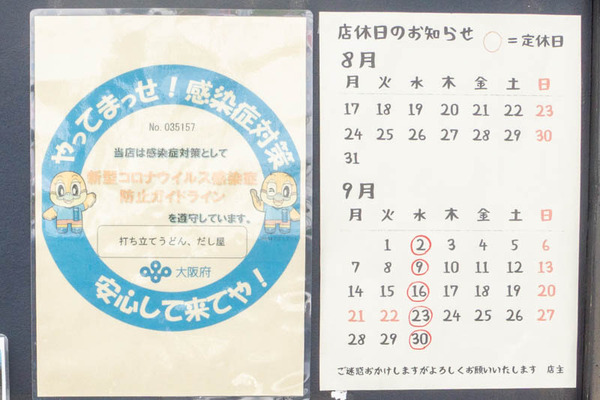 やってまっせ!感染症対策
No. 035157
当店は感染症対策として
新型コロナウイルス感染症
防止ガイドライン
を遵守しています。
打ち立てうどん、だし屋
大阪府
安心して来てや!
店休日のお知らせ ○=定休日
8月
月 火 水 木 金 土 日
17 18 19 20 21 22 23
24 25 26 27 28 29 30
31
9月
月 火 水 木 金 土 日
1 2 3 4 5 6
7 8 9 10 11 12 13
14 15 16 17 18 19 20
21 22 23 24 25 26 27
28 29 30
ご迷惑おかけしますがよろしくお願いいたします 店主